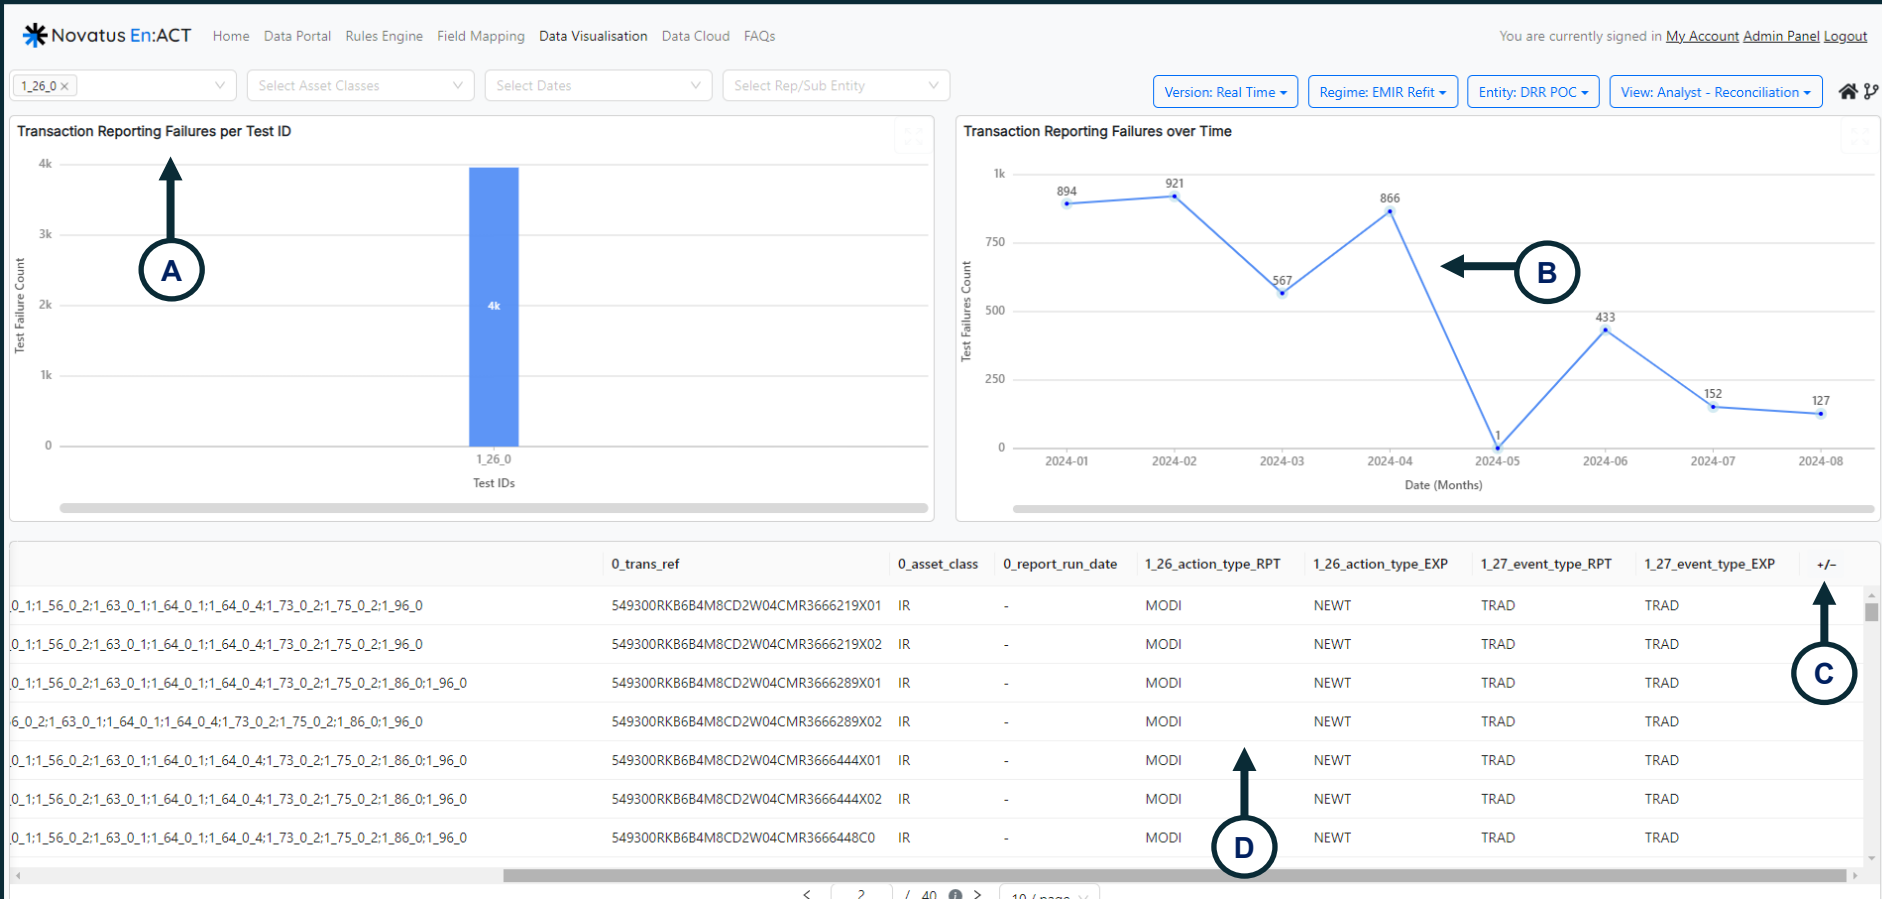 Novatus En:ACT Home Data Portal Rules Engine Field Mapping Data Visualisation Data Cloud FAQs You are currently signed in My Account Admin Panel Logout
1_26_0 × Select Asset Classes Select Dates Select Rep/Sub Entity Version: Real Time Regime: EMIR Refit Entity: DRR POC View: Analyst - Reconciliation
Transaction Reporting Failures per Test ID
4k
3k
2k
1k
0
Test Failure Count
4k
1_26_0
Test IDs
A
Transaction Reporting Failures over Time
1k
750
500
250
0
Test Failures Count
894
921
567
866
1
433
152
127
2024-01 2024-02 2024-03 2024-04 2024-05 2024-06 2024-07 2024-08
Date (Months)
B
0_trans_ref 0_asset_class 0_report_run_date 1_26_action_type_RPT 1_26_action_type_EXP 1_27_event_type_RPT 1_27_event_type_EXP +/-
_0_1;1_56_0_2;1_63_0_1;1_64_0_1;1_64_0_4;1_73_0_2;1_75_0_2;1_96_0 549300RKB6B4M8CD2W04CMR3666219X01 IR - MODI NEWT TRAD TRAD
_0_1;1_56_0_2;1_63_0_1;1_64_0_1;1_64_0_4;1_73_0_2;1_75_0_2;1_96_0 549300RKB6B4M8CD2W04CMR3666219X02 IR - MODI NEWT TRAD TRAD
_0_1;1_56_0_2;1_63_0_1;1_64_0_1;1_64_0_4;1_73_0_2;1_75_0_2;1_86_0;1_96_0 549300RKB6B4M8CD2W04CMR3666289X01 IR - MODI NEWT TRAD TRAD
6_0_2;1_63_0_1;1_64_0_1;1_64_0_4;1_73_0_2;1_75_0_2;1_86_0;1_96_0 549300RKB6B4M8CD2W04CMR3666289X02 IR - MODI NEWT TRAD TRAD
_0_1;1_56_0_2;1_63_0_1;1_64_0_1;1_64_0_4;1_73_0_2;1_75_0_2;1_86_0;1_96_0 549300RKB6B4M8CD2W04CMR3666444X01 IR - MODI NEWT TRAD TRAD
_0_1;1_56_0_2;1_63_0_1;1_64_0_1;1_64_0_4;1_73_0_2;1_75_0_2;1_86_0;1_96_0 549300RKB6B4M8CD2W04CMR3666444X02 IR - MODI NEWT TRAD TRAD
_0_1;1_56_0_2;1_63_0_1;1_64_0_1;1_64_0_4;1_73_0_2;1_75_0_2;1_86_0;1_96_0 549300RKB6B4M8CD2W04CMR3666448C0 IR - MODI NEWT TRAD TRAD
C
D
< 2 / 40 > 10 / page